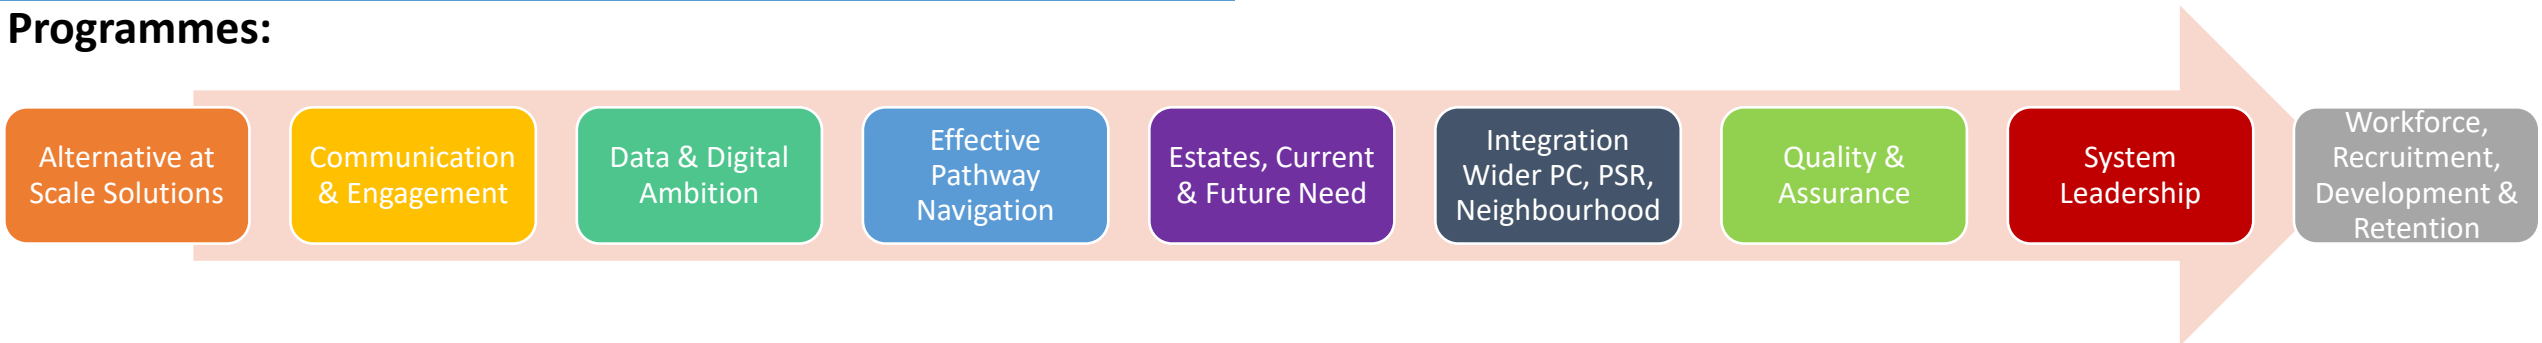 Programmes:
Alternative at
Scale Solutions
Communication
& Engagement
Data & Digital
Ambition
Effective
Pathway
Navigation
Estates, Current
& Future Need
Integration
Wider PC, PSR,
Neighbourhood
Quality &
Assurance
System
Leadership
Workforce,
Recruitment,
Development &
Retention